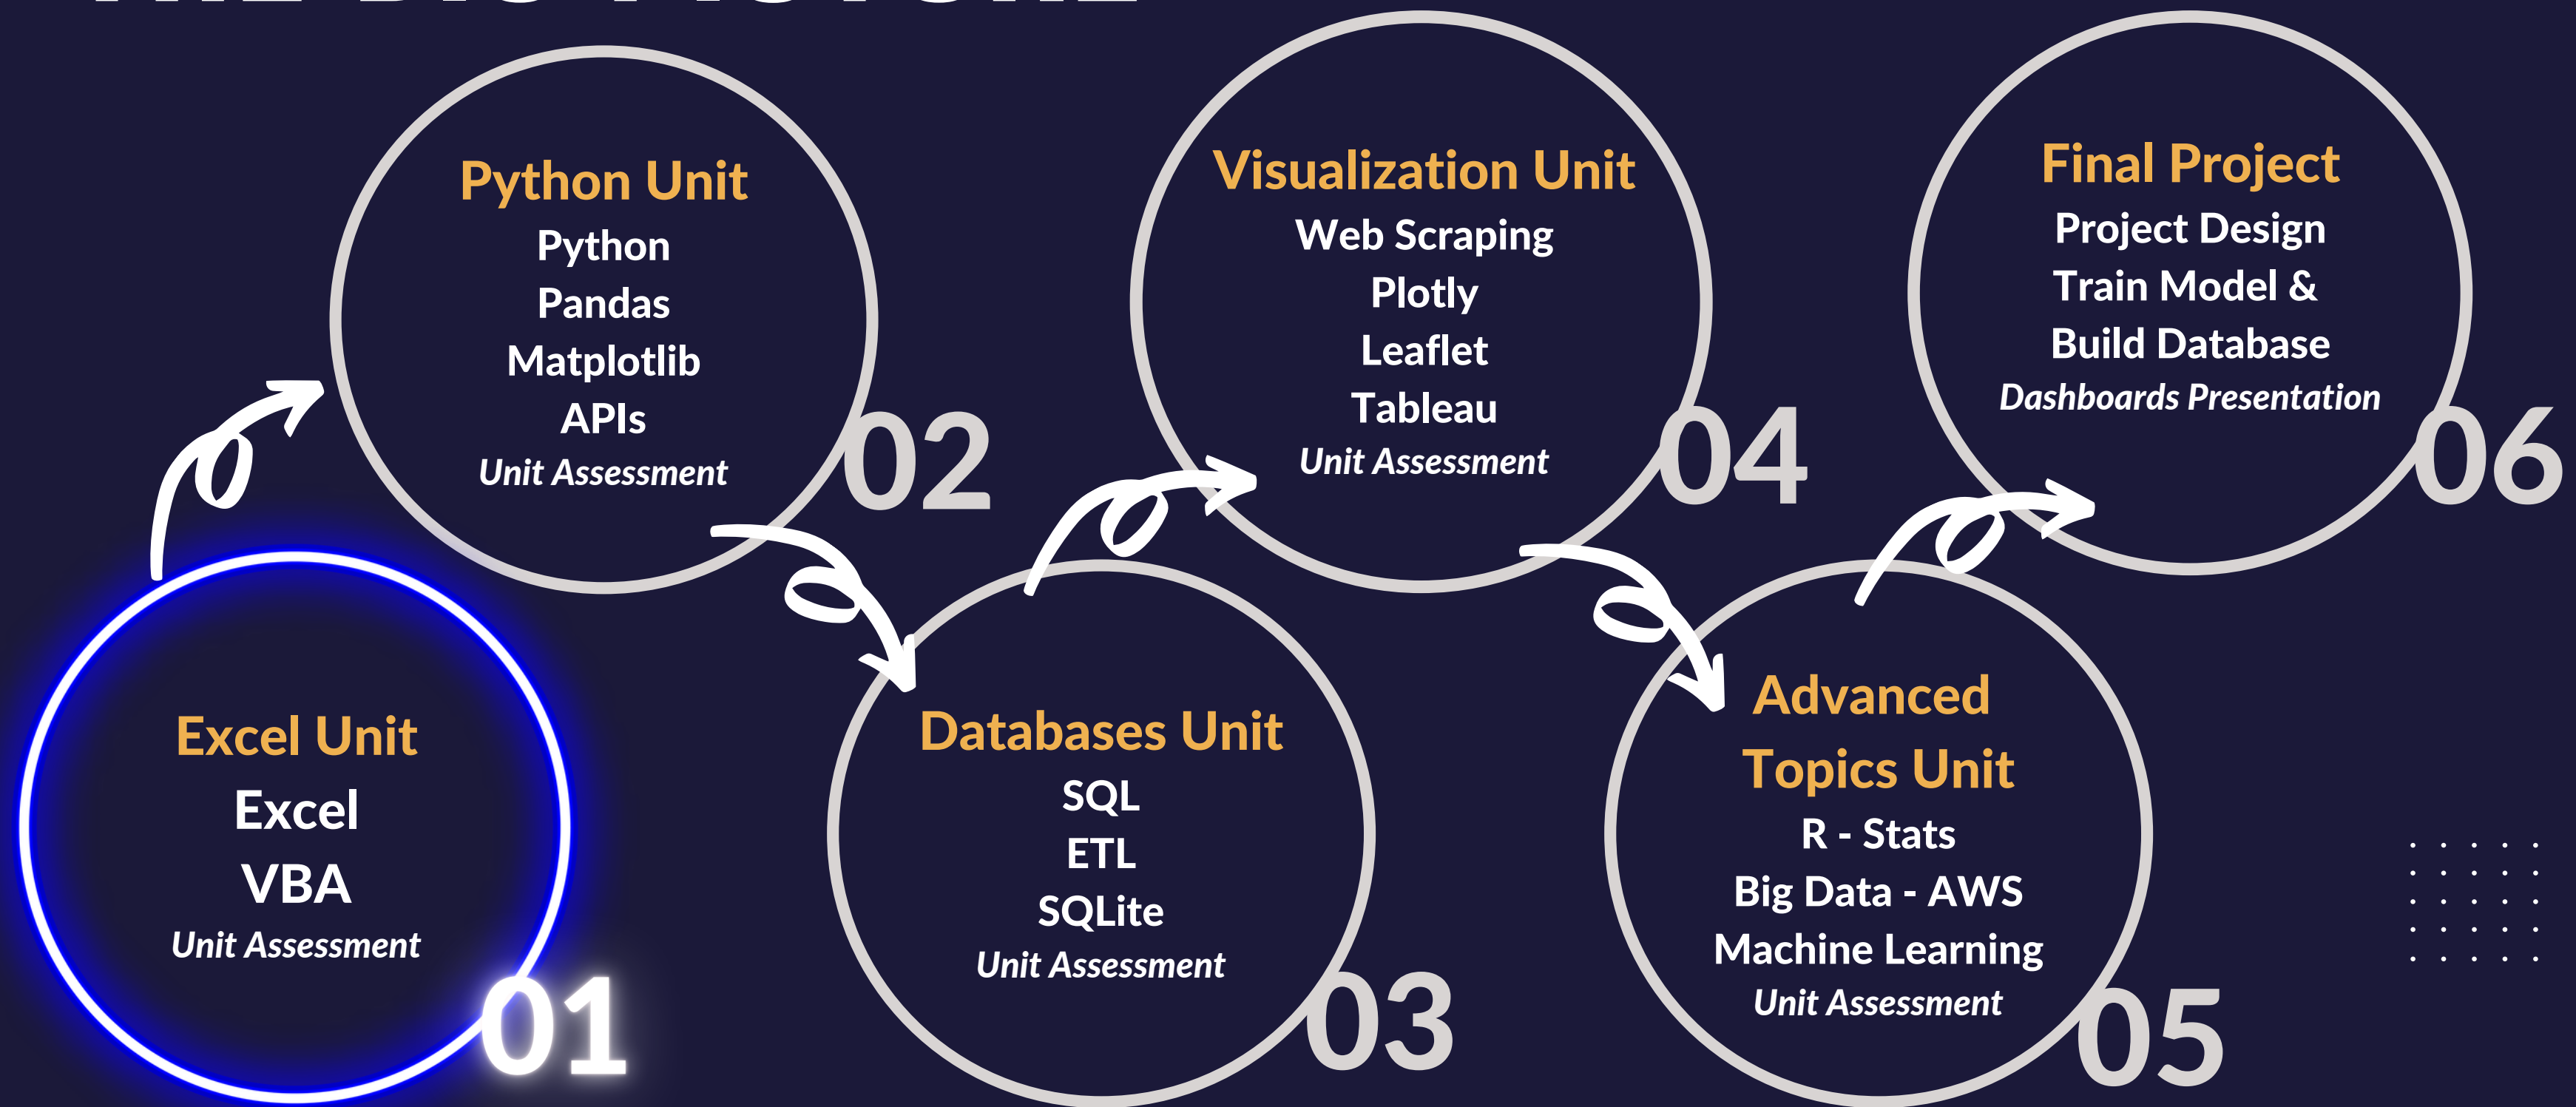 Excel Unit
Excel
VBA
Unit Assessment
01
Python Unit
Python
Pandas
Matplotlib
APIs
Unit Assessment
02
Databases Unit
SQL
ETL
SQLite
Unit Assessment
03
Visualization Unit
Web Scraping
Plotly
Leaflet
Tableau
Unit Assessment
04
Advanced
Topics Unit
R - Stats
Big Data - AWS
Machine Learning
Unit Assessment
05
Final Project
Project Design
Train Model &
Build Database
Dashboards Presentation
06